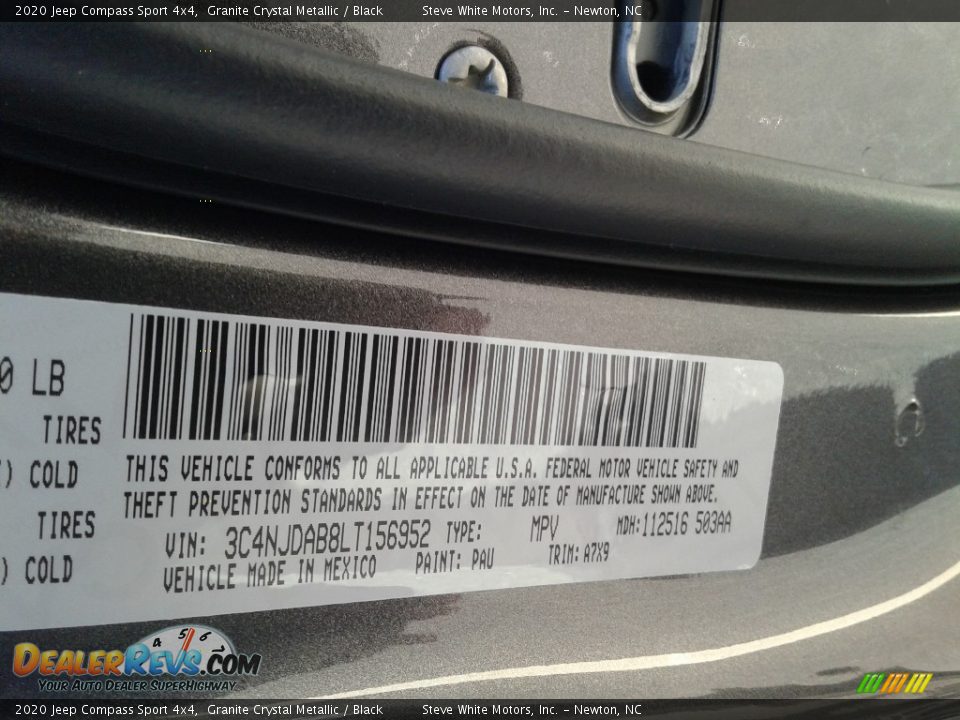 2020 Jeep Compass Sport 4x4, Granite Crystal Metallic / Black Steve White Motors, Inc. - Newton, NC
0 LB
TIRES
) COLD
TIRES
) COLD
THIS VEHICLE CONFORMS TO ALL APPLICABLE U.S.A. FEDERAL MOTOR VEHICLE SAFETY AND
THEFT PREVENTION STANDARDS IN EFFECT ON THE DATE OF MANUFACTURE SHOWN ABOVE.
VIN: 3C4NJDAB8LT156952 TYPE: MPV MDH: 112516 503AA
VEHICLE MADE IN MEXICO PAINT: PAU TRIM: A7X9
4 5 6
DEALERREVS.COM
YOUR AUTO DEALER SUPERHIGHWAY
2020 Jeep Compass Sport 4x4, Granite Crystal Metallic / Black Steve White Motors, Inc. - Newton, NC